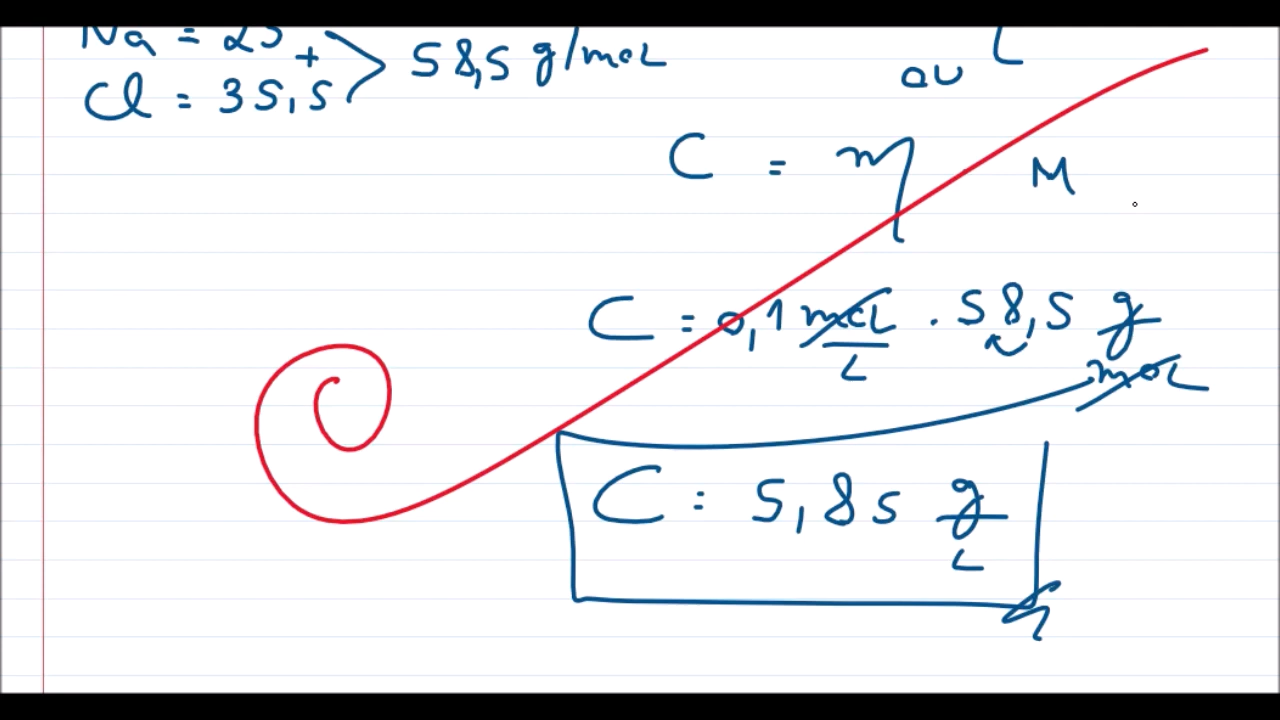 Na = 23
+ 58,5 g/moL
Cl = 35,5
L
ou
C = m M
C = 0,1 moL/L . 58,5 g/moL
C = 5,85 g/L